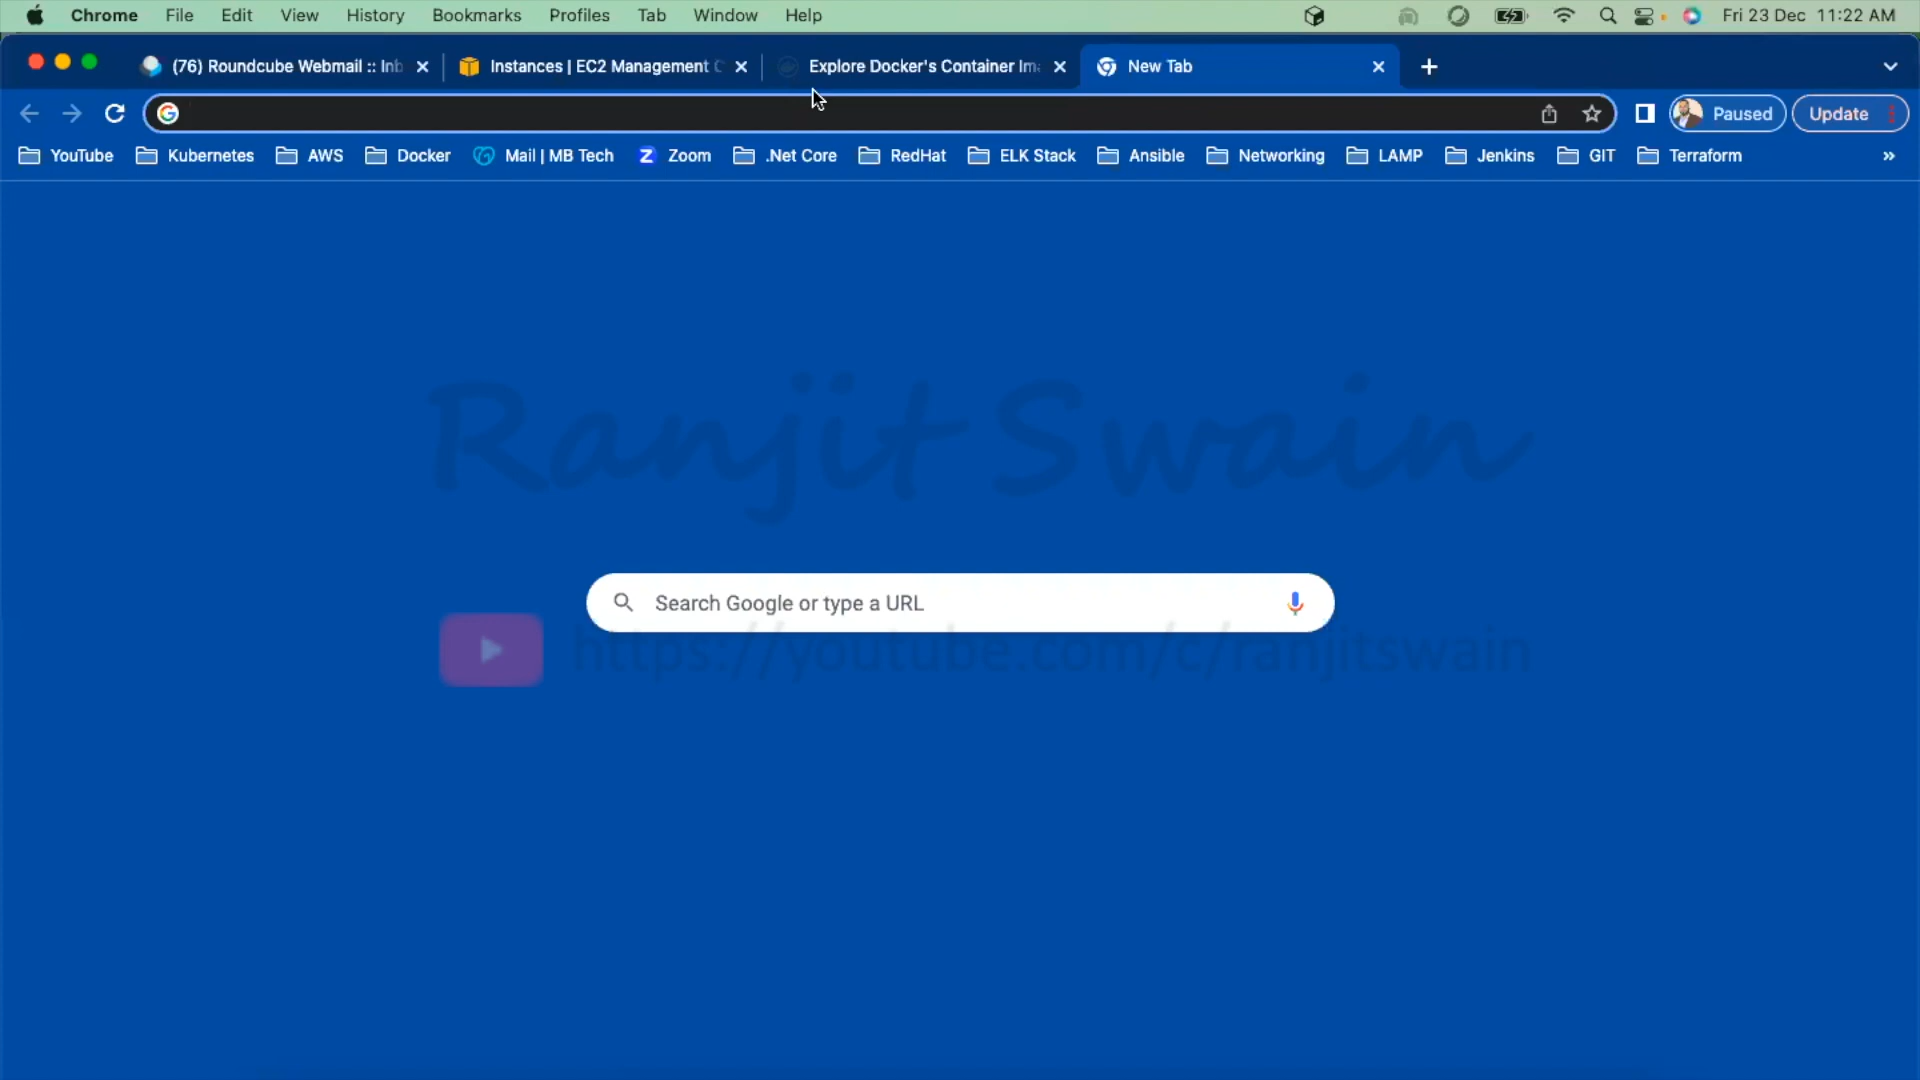 Chrome File Edit View History Bookmarks Profiles Tab Window Help Fri 23 Dec 11:22 AM
(76) Roundcube Webmail :: Inb Instances | EC2 Management C Explore Docker's Container Ima New Tab
Paused Update
YouTube Kubernetes AWS Docker Mail | MB Tech Zoom .Net Core RedHat ELK Stack Ansible Networking LAMP Jenkins GIT Terraform »
Ranjit Swain
Search Google or type a URL
https://youtube.com/c/ranjitswain